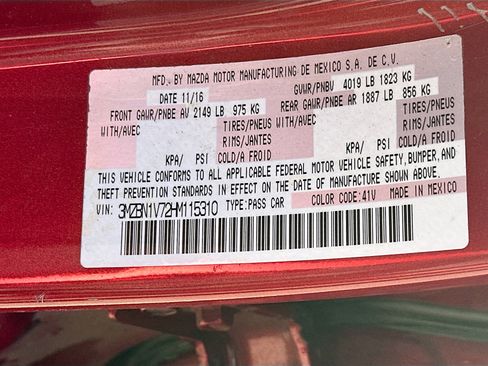 MFD. BY MAZDA MOTOR MANUFACTURING DE MEXICO S.A. DE C.V.
DATE 11/16 GVWR/PNBV 4019 LB 1823 KG
FRONT GAWR/PNBE AV 2149 LB 975 KG REAR GAWR/PNBE AR 1887 LB 856 KG
WITH/AVEC TIRES/PNEUS WITH/AVEC TIRES/PNEUS
RIMS/JANTES RIMS/JANTES
KPA/ PSI COLD/A FROID KPA/ PSI COLD/A FROID
THIS VEHICLE CONFORMS TO ALL APPLICABLE FEDERAL MOTOR VEHICLE SAFETY, BUMPER, AND
THEFT PREVENTION STANDARDS IN EFFECT ON THE DATE OF MANUFACTURE SHOWN ABOVE.
VIN: 3MZBN1V72HM115310 TYPE:PASS CAR COLOR CODE:41V MADE IN MEXICO